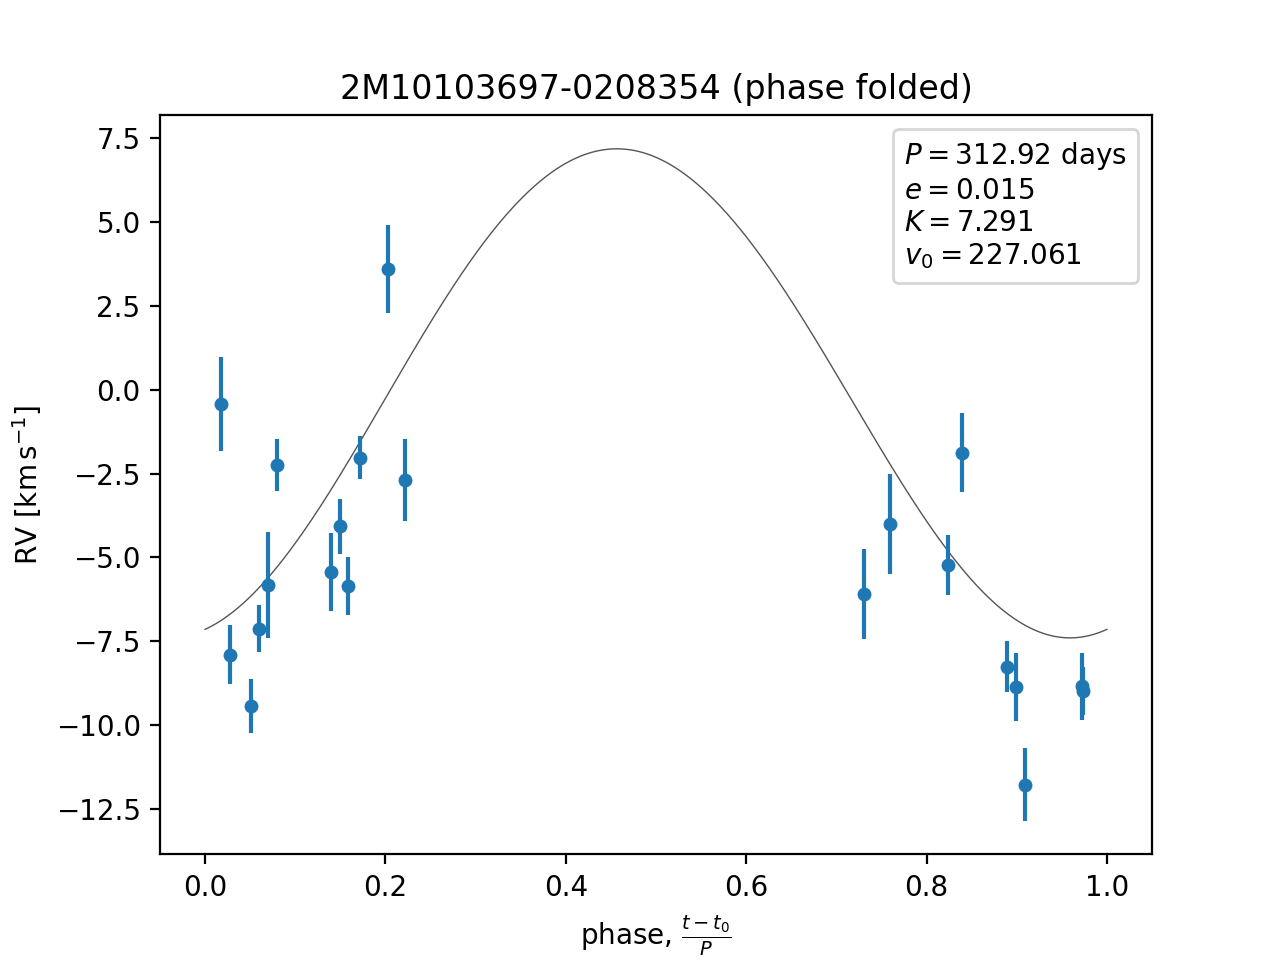 2M10103697-0208354 (phase folded)
P = 312.92 days
e = 0.015
K = 7.291
v₀ = 227.061
7.5
5.0
2.5
0.0
−2.5
−5.0
−7.5
−10.0
−12.5
RV [km s⁻¹]
0.0 0.2 0.4 0.6 0.8 1.0
phase, (t − t₀)/P